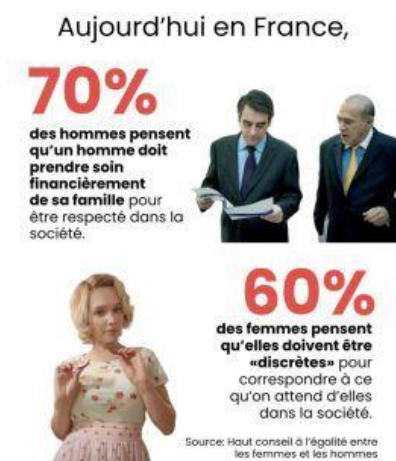 Aujourd'hui en France,
70%
des hommes pensent
qu'un homme doit
prendre soin
financièrement
de sa famille pour
être respecté dans la
société.
60%
des femmes pensent
qu'elles doivent être
«discrètes» pour
correspondre à ce
qu'on attend d'elles
dans la société.
Source: Haut conseil à l'égalité entre
les femmes et les hommes